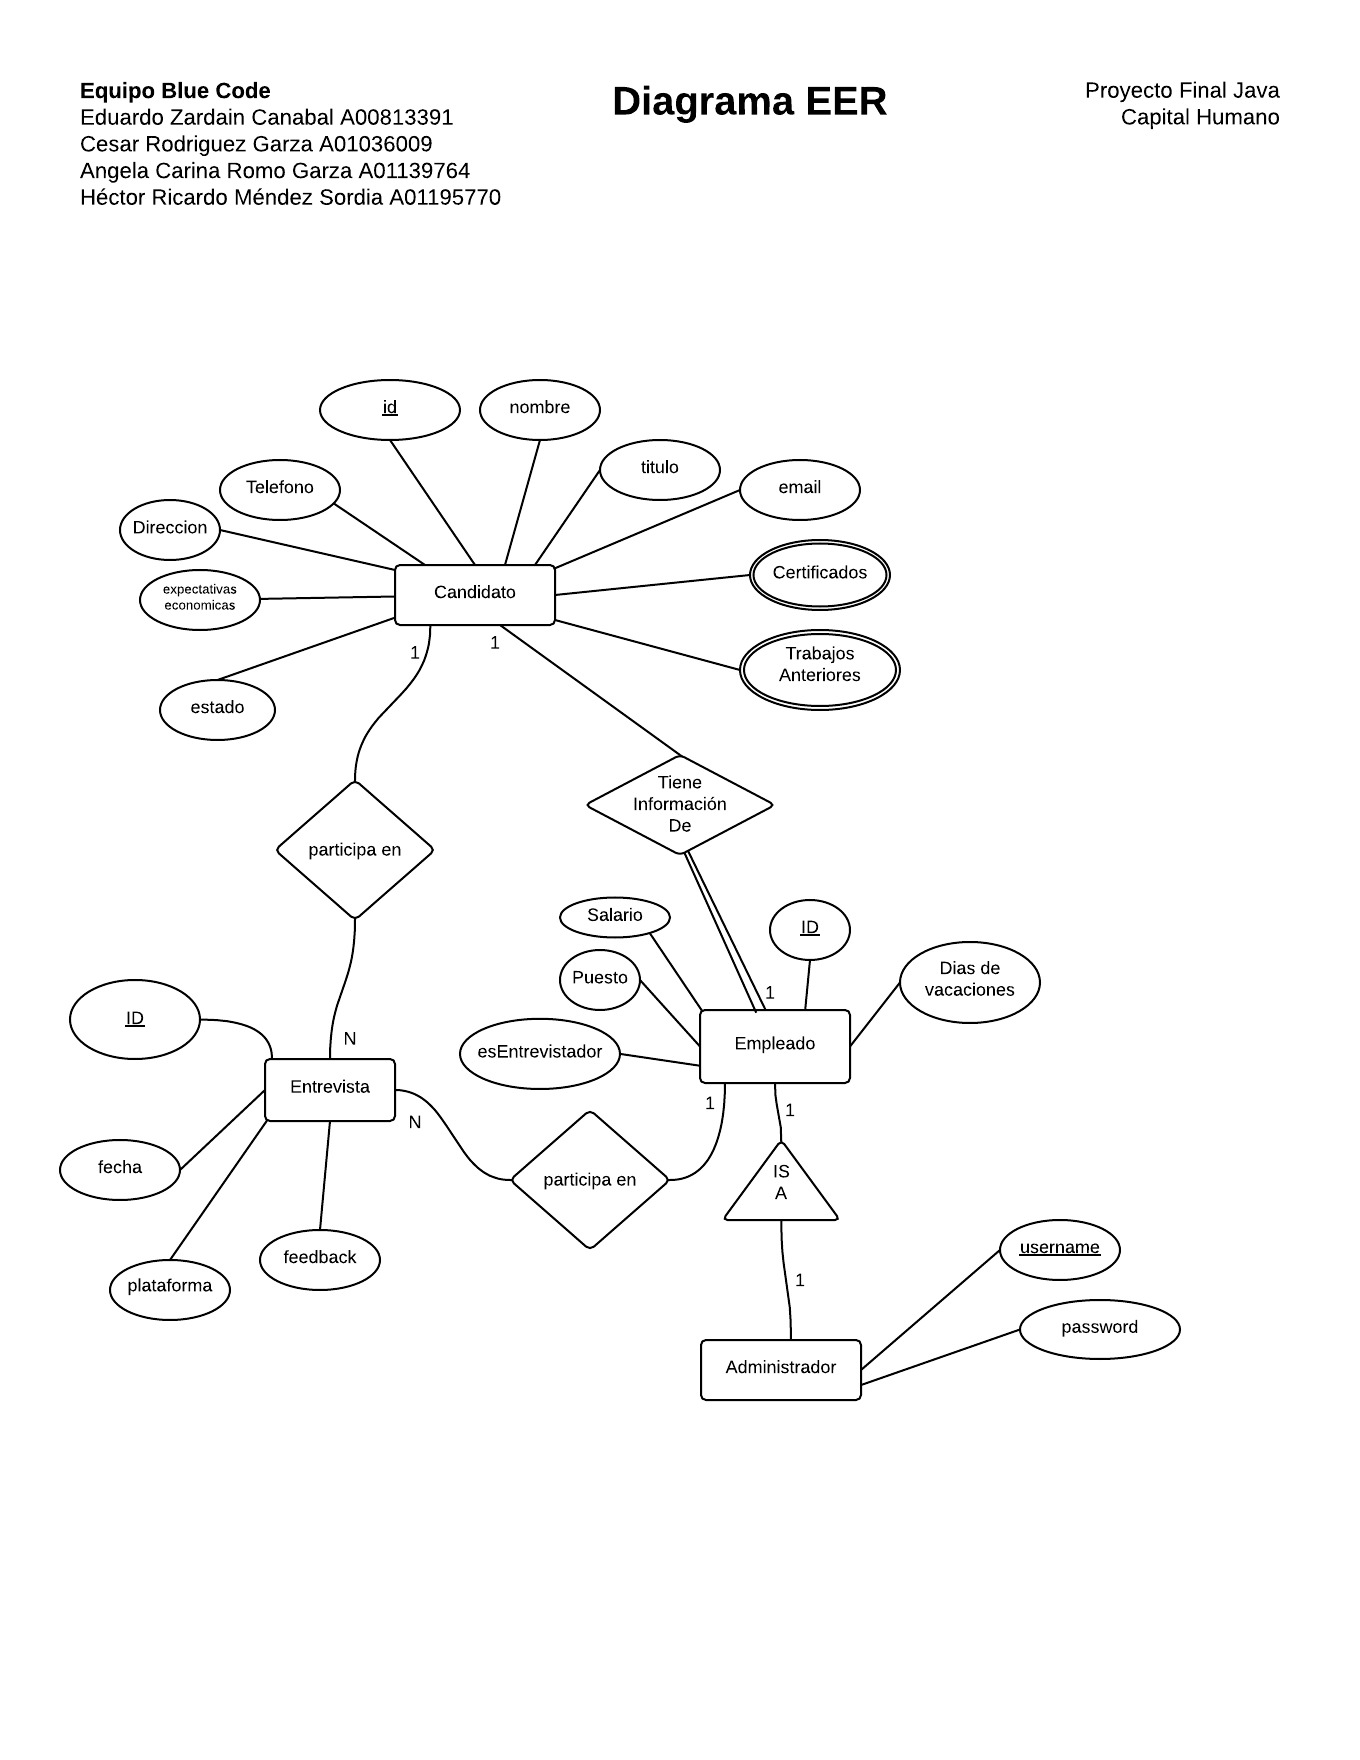 Equipo Blue Code
Eduardo Zardain Canabal A00813391
Cesar Rodriguez Garza A01036009
Angela Carina Romo Garza A01139764
Héctor Ricardo Méndez Sordia A01195770
Diagrama EER
Proyecto Final Java
Capital Humano
id
nombre
titulo
email
Telefono
Direccion
expectativas
economicas
Candidato
Certificados
Trabajos
Anteriores
estado
1
1
Tiene
Información
De
participa en
Salario
ID
Puesto
Dias de
vacaciones
1
ID
N
esEntrevistador
Empleado
Entrevista
N
1
1
fecha
participa en
IS
A
plataforma
feedback
1
username
password
Administrador